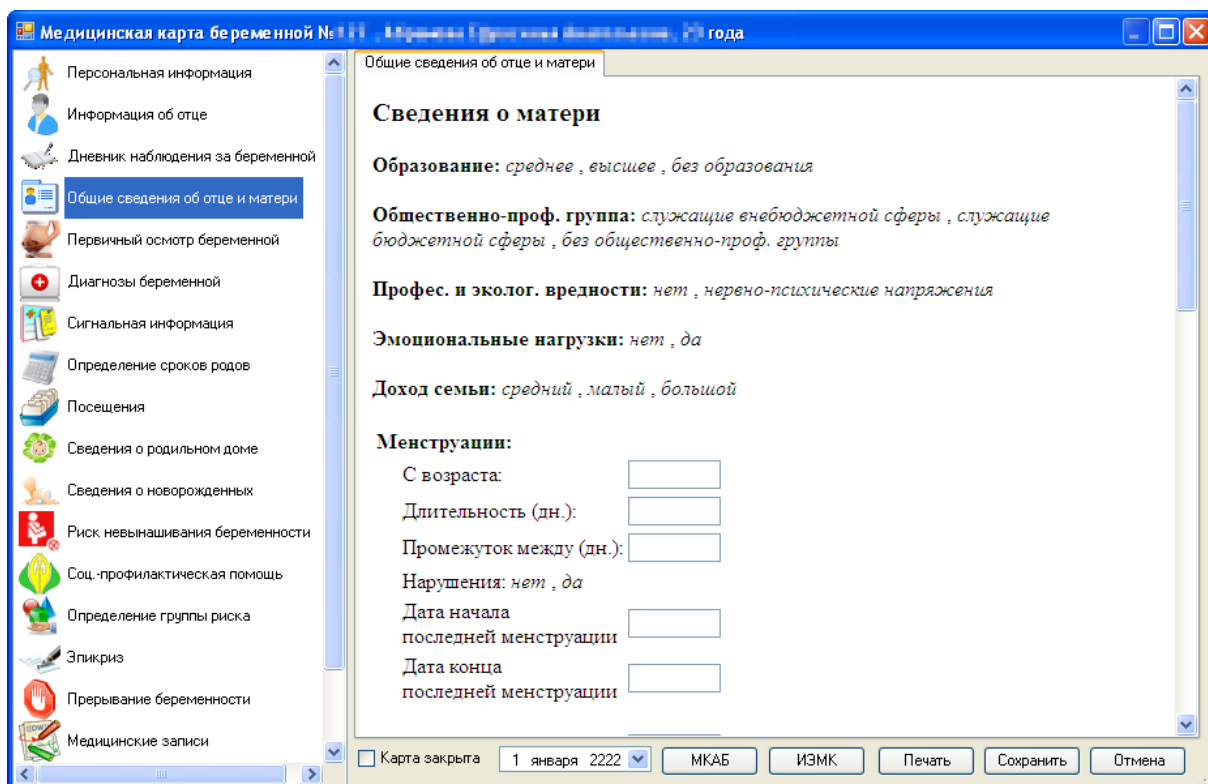 Медицинская карта беременной №
года
Персональная информация
Информация об отце
Дневник наблюдения за беременной
Общие сведения об отце и матери
Первичный осмотр беременной
Диагнозы беременной
Сигнальная информация
Определение сроков родов
Посещения
Сведения о родильном доме
Сведения о новорожденных
Риск невынашивания беременности
Соц.-профилактическая помощь
Определение группы риска
Эпикриз
Прерывание беременности
Медицинские записи
Общие сведения об отце и матери
Сведения о матери
Образование: среднее , высшее , без образования
Общественно-проф. группа: служащие внебюджетной сферы , служащие
бюджетной сферы , без общественно-проф. группы
Профес. и эколог. вредности: нет , нервно-психические напряжения
Эмоциональные нагрузки: нет , да
Доход семьи: средний , малый , большой
Менструации:
С возраста:
Длительность (дн.):
Промежуток между (дн.):
Нарушения: нет , да
Дата начала
последней менструации
Дата конца
последней менструации
Карта закрыта
1 января 2222
МКАБ
ИЭМК
Печать
Сохранить
Отмена